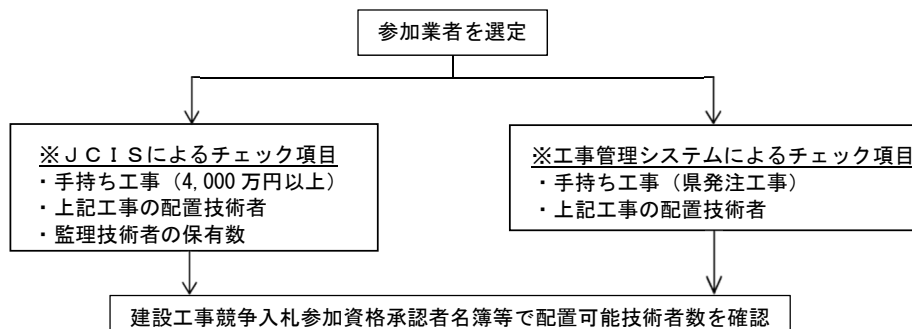 参加業者を選定
※ＪＣＩＳによるチェック項目
・手持ち工事（4,000万円以上）
・上記工事の配置技術者
・監理技術者の保有数
※工事管理システムによるチェック項目
・手持ち工事（県発注工事）
・上記工事の配置技術者
建設工事競争入札参加資格承認者名簿等で配置可能技術者数を確認